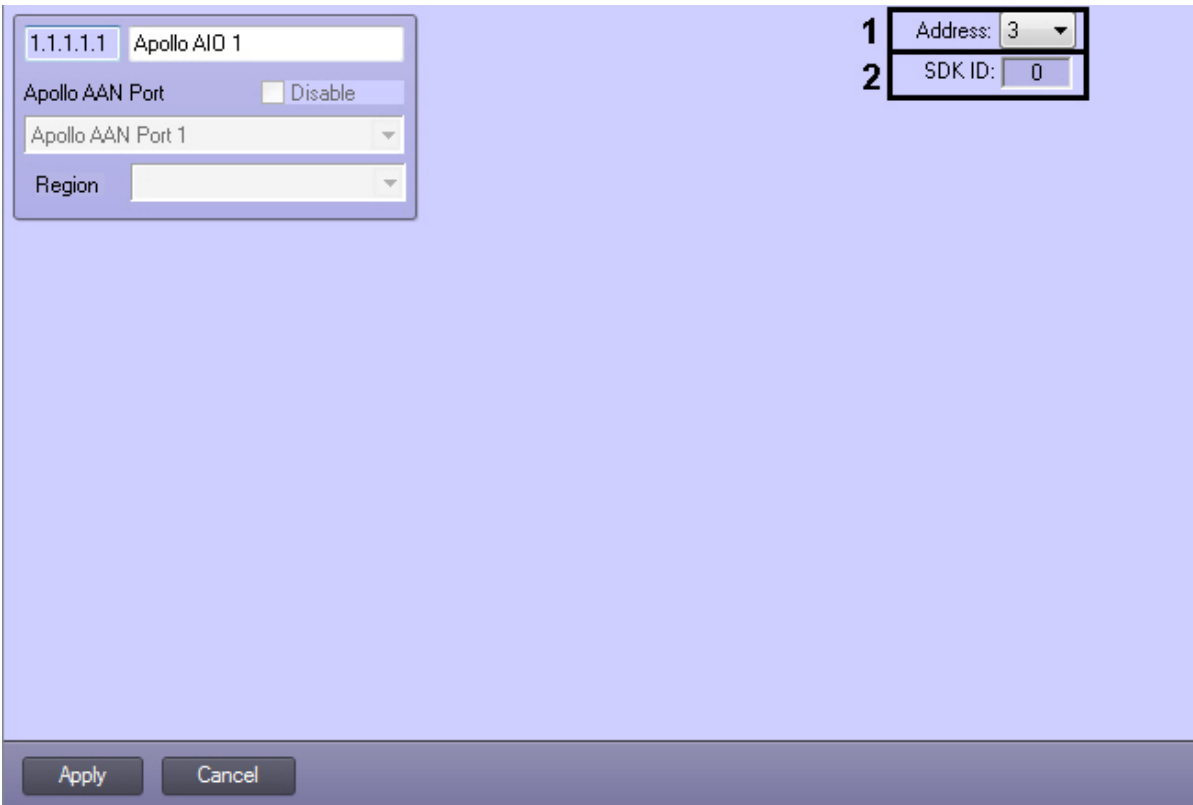 1.1.1.1.1 Apollo AIO 1
Apollo AAN Port Disable
Apollo AAN Port 1
Region
1 Address: 3
2 SDK ID: 0
Apply Cancel